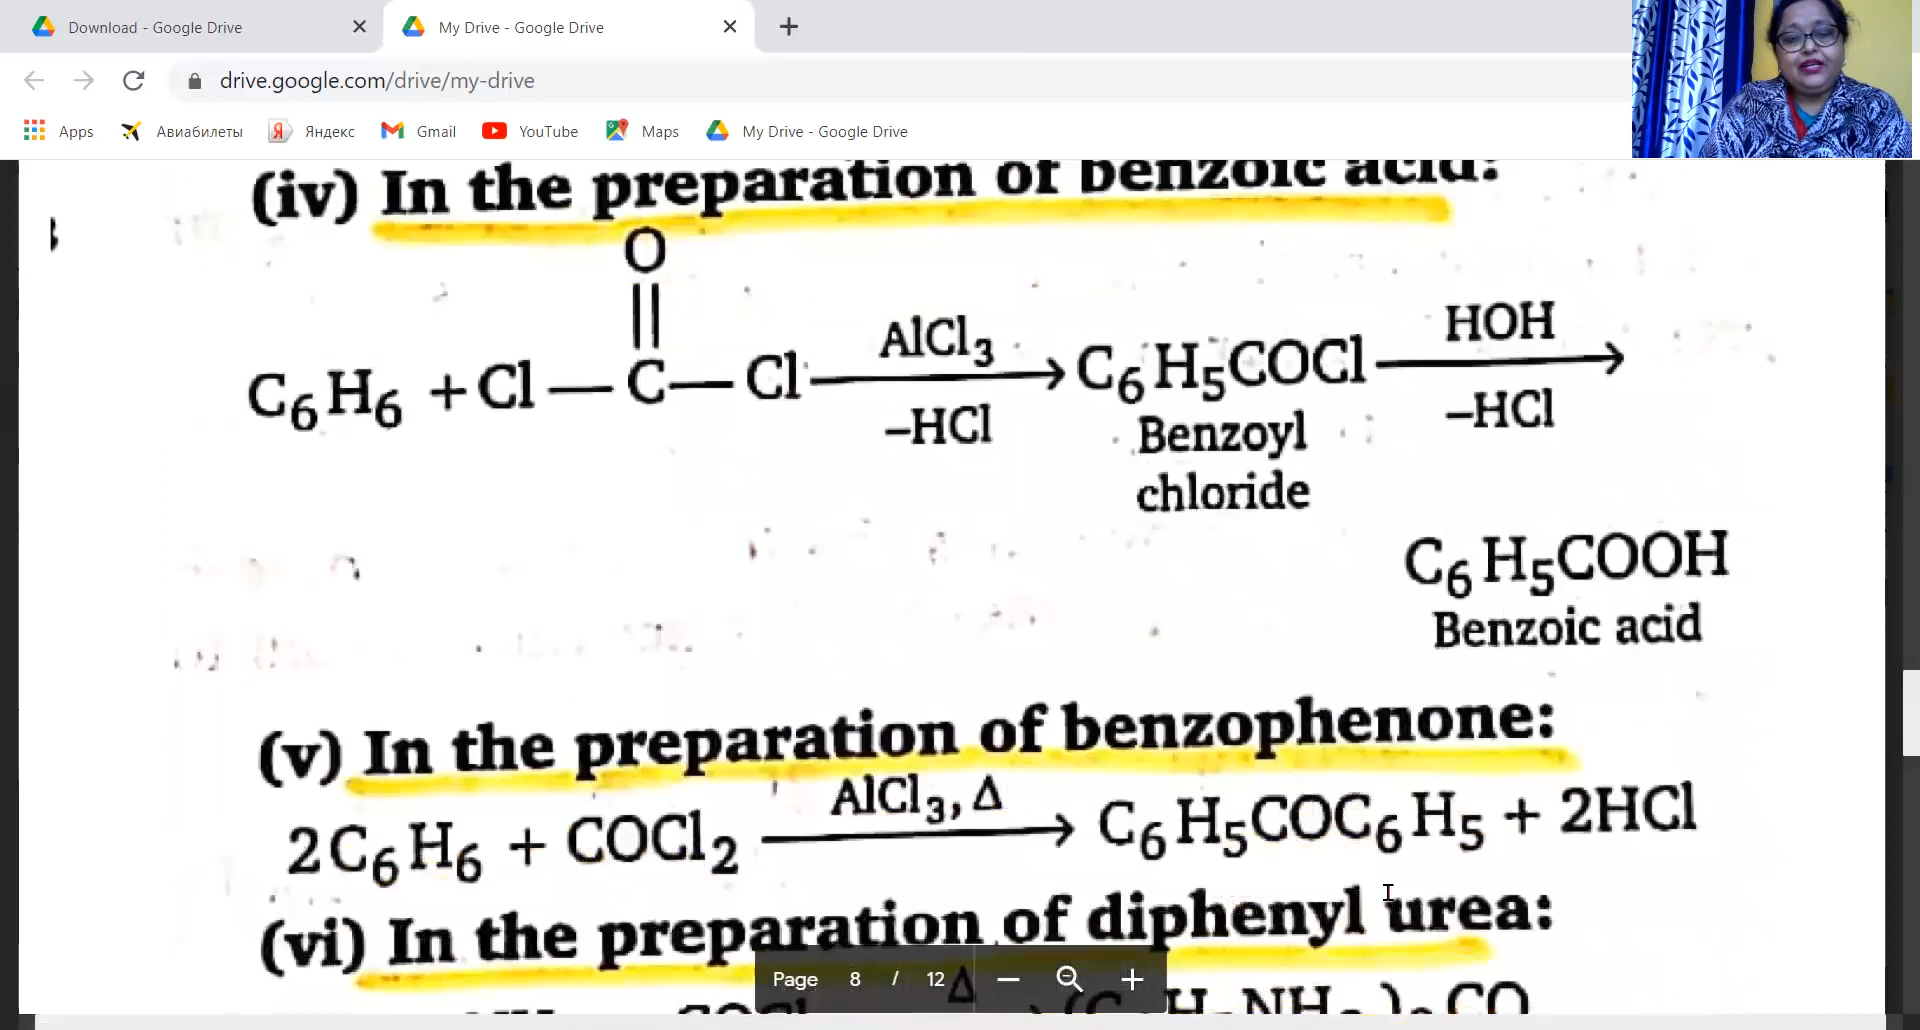 Download - Google Drive
My Drive - Google Drive
drive.google.com/drive/my-drive
Apps Авиабилеты Яндекс Gmail YouTube Maps My Drive - Google Drive
(iv) In the preparation of benzoic acid:
O
||
C₆H₆ + Cl — C — Cl AlCl₃ –HCl → C₆H₅COCl HOH –HCl →
Benzoyl
chloride
C₆H₅COOH
Benzoic acid
(v) In the preparation of benzophenone:
2C₆H₆ + COCl₂ AlCl₃, Δ → C₆H₅COC₆H₅ + 2HCl
(vi) In the preparation of diphenyl urea:
Page 8 / 12
Δ